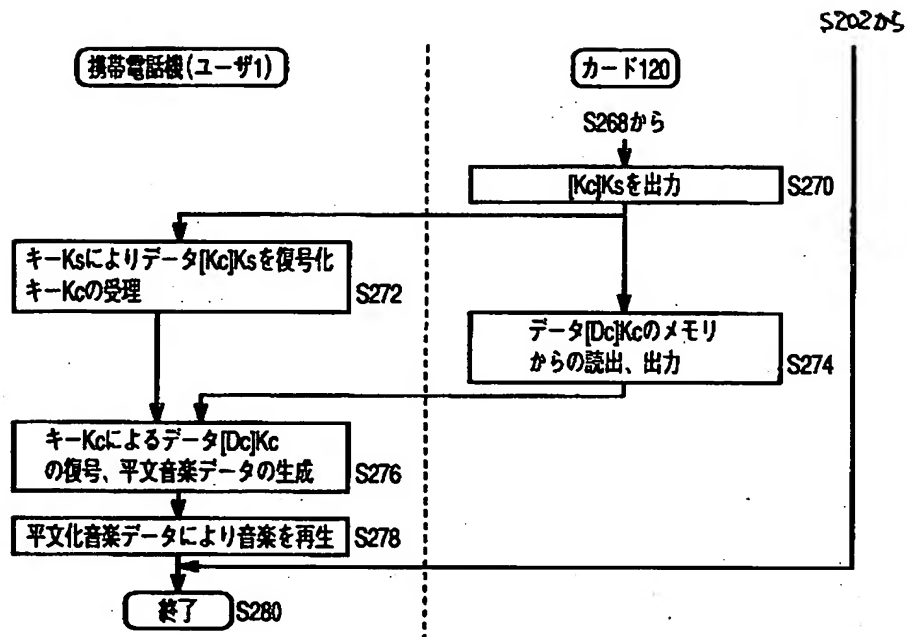 S202から
携帯電話機(ユーザ1)
カード120
S268から
[Kc]Ksを出力
S270
キーKsによりデータ[Kc]Ksを復号化
キーKcの受理
S272
データ[Dc]Kcのメモリ
からの読出、出力
S274
キーKcによるデータ[Dc]Kc
の復号、平文音楽データの生成
S276
平文化音楽データにより音楽を再生
S278
終了
S280